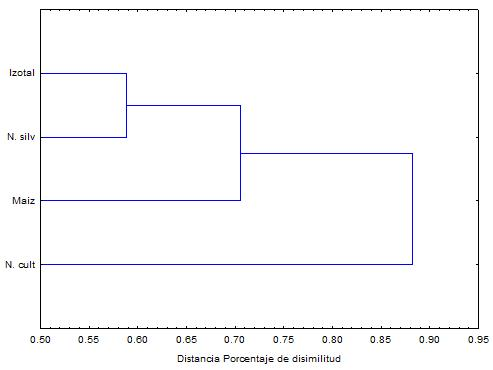 Izotal
N. silv
Maiz
N. cult
0.50 0.55 0.60 0.65 0.70 0.75 0.80 0.85 0.90 0.95
Distancia Porcentaje de disimilitud